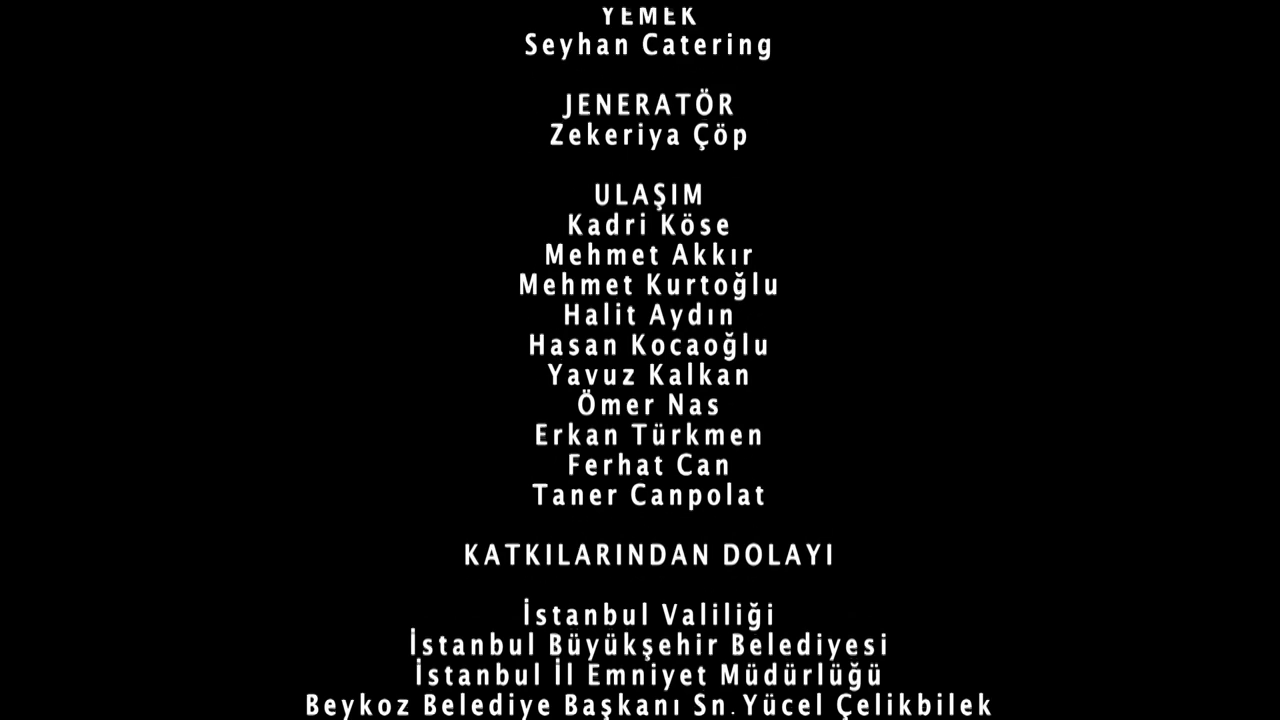 YEMEK
Seyhan Catering
JENERATÖR
Zekeriya Çöp
ULAŞIM
Kadri Köse
Mehmet Akkır
Mehmet Kurtoğlu
Halit Aydın
Hasan Kocaoğlu
Yavuz Kalkan
Ömer Nas
Erkan Türkmen
Ferhat Can
Taner Canpolat
KATKILARINDAN DOLAYI
İstanbul Valiliği
İstanbul Büyükşehir Belediyesi
İstanbul İl Emniyet Müdürlüğü
Beykoz Belediye Başkanı Sn.Yücel Çelikbilek